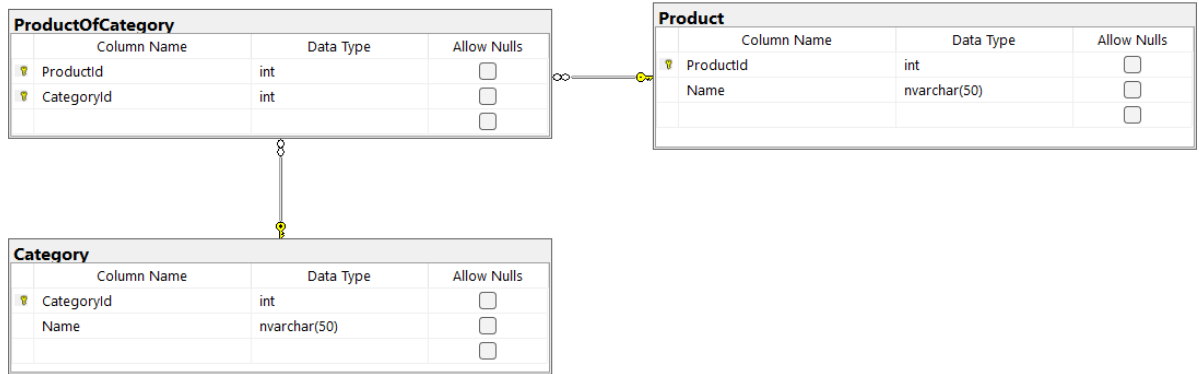 ProductOfCategory
Column Name Data Type Allow Nulls
ProductId int
CategoryId int
Product
Column Name Data Type Allow Nulls
ProductId int
Name nvarchar(50)
Category
Column Name Data Type Allow Nulls
CategoryId int
Name nvarchar(50)